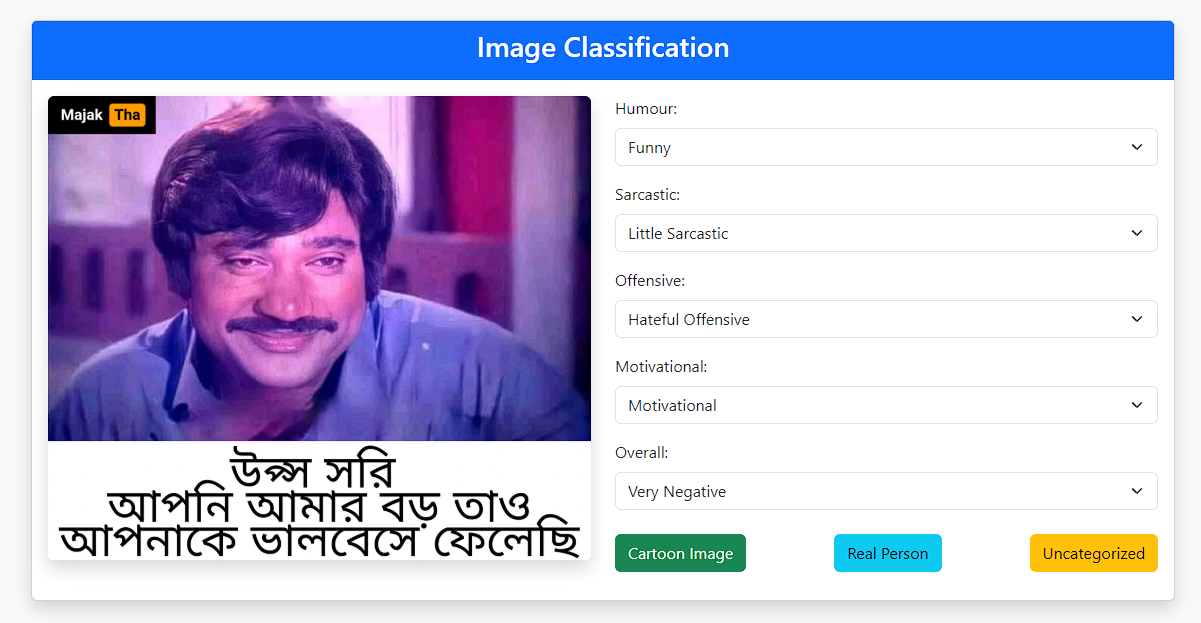 Image Classification
Majak Tha
উপ্স সরি
আপনি আমার বড় তাও
আপনাকে ভালবেসে ফেলেছি
Humour:
Funny
Sarcastic:
Little Sarcastic
Offensive:
Hateful Offensive
Motivational:
Motivational
Overall:
Very Negative
Cartoon Image
Real Person
Uncategorized